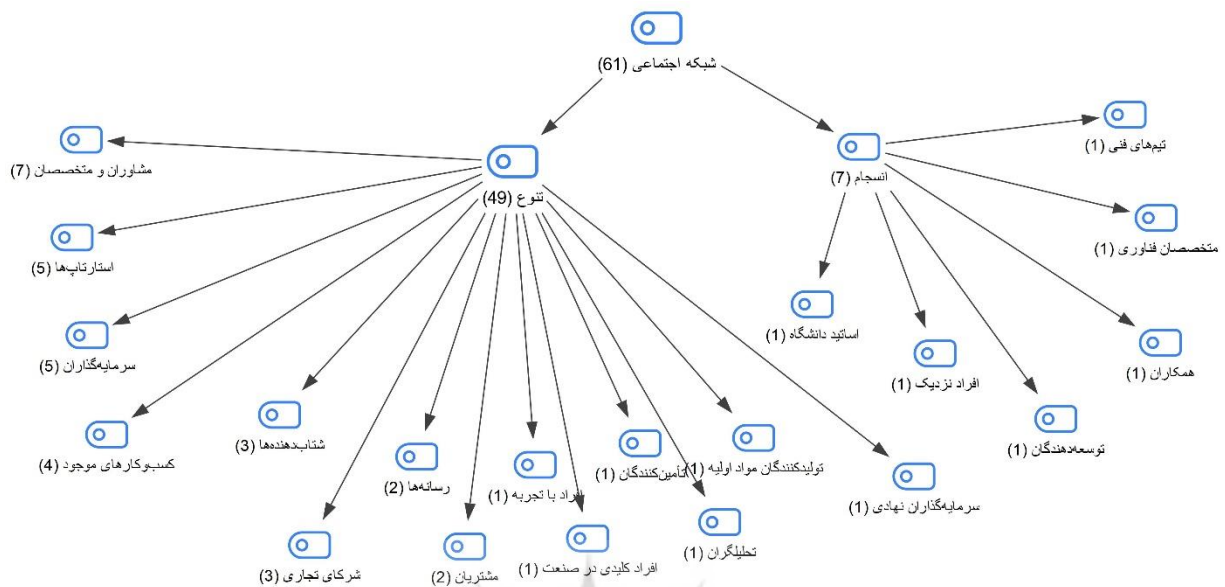 شبکه اجتماعی (61)
تنوع (49)
انسجام (7)
مشاوران و متخصصان (7)
استارتاپ‌ها (5)
سرمایه‌گذاران (5)
کسب‌وکارهای موجود (4)
شتاب‌دهنده‌ها (3)
شرکای تجاری (3)
رسانه‌ها (2)
مشتریان (2)
افراد با تجربه (1)
افراد کلیدی در صنعت (1)
تأمین‌کنندگان (1)
تحلیلگران (1)
تولیدکنندگان مواد اولیه (1)
سرمایه‌گذاران نهادی (1)
اساتید دانشگاه (1)
افراد نزدیک (1)
توسعه‌دهندگان (1)
همکاران (1)
متخصصان فناوری (1)
تیم‌های فنی (1)